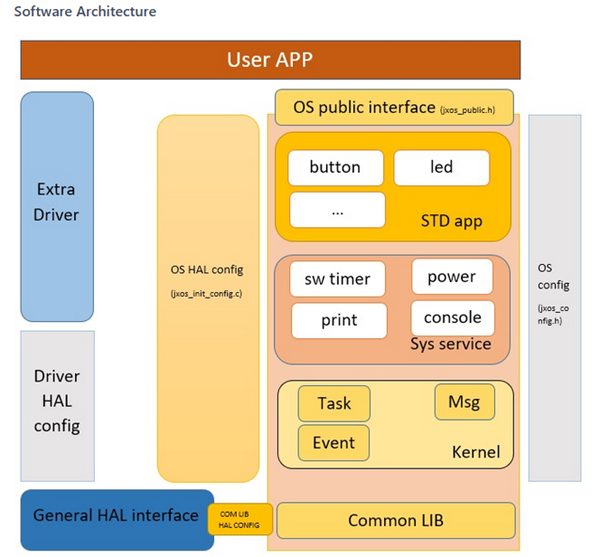 Software Architecture
User APP
Extra
Driver
Driver
HAL
config
General HAL interface
COM LIB
HAL CONFIG
OS HAL config
(jxos_init_config.c)
OS public interface (jxos_public.h)
button
led
...
STD app
sw timer
power
print
console
Sys service
Task
Msg
Event
Kernel
Common LIB
OS
config
(jxos_co
nfig.h)